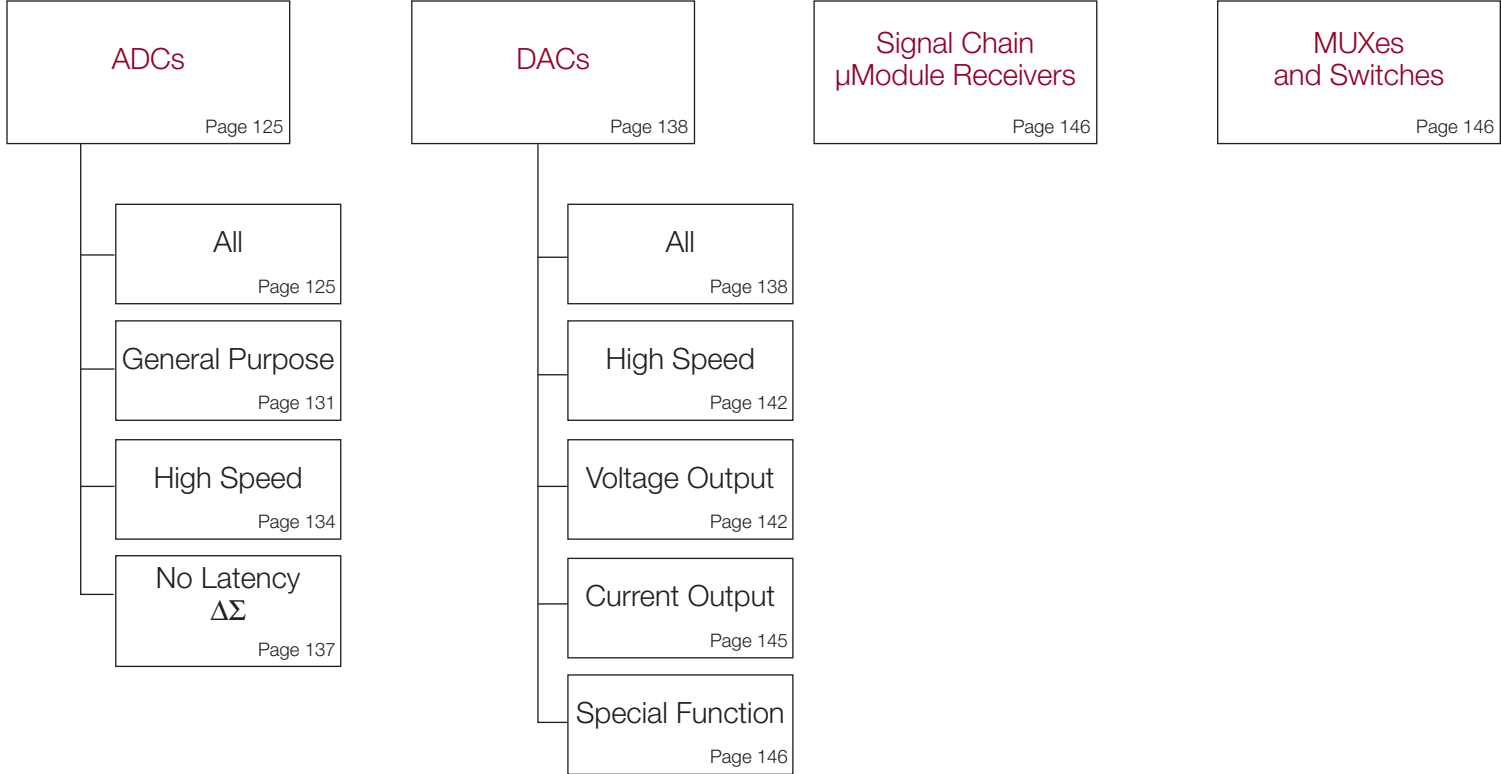 ADCs
Page 125
All
Page 125
General Purpose
Page 131
High Speed
Page 134
No Latency
ΔΣ
Page 137
DACs
Page 138
All
Page 138
High Speed
Page 142
Voltage Output
Page 142
Current Output
Page 145
Special Function
Page 146
Signal Chain
µModule Receivers
Page 146
MUXes
and Switches
Page 146